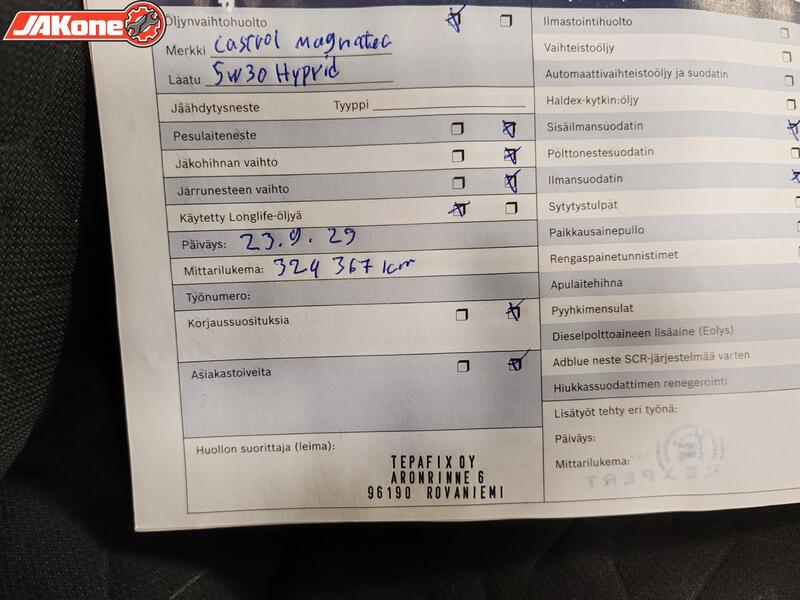 JAKone
Öljynvaihtohuolto
Merkki Castrol Magnatec
Laatu 5w30 Hyprid
Jäähdytysneste Tyyppi
Pesulaiteneste
Jakohihnan vaihto
Jarrunesteen vaihto
Käytetty Longlife-öljyä
Päiväys: 23.9.29
Mittarilukema: 324 367 km
Työnumero:
Korjaussuosituksia
Asiakastoiveita
Huollon suorittaja (leima):
TEPAFIX OY
ARONRINNE 6
96190 ROVANIEMI
Ilmastointihuolto
Vaihteistoöljy
Automaattivaihteistoöljy ja suodatin
Haldex-kytkin:öljy
Sisäilmansuodatin
Polttonestesuodatin
Ilmansuodatin
Sytytystulpat
Paikkausainepullo
Rengaspainetunnistimet
Apulaitehihna
Pyyhkimensulat
Dieselpolttoaineen lisäaine (Eolys)
Adblue neste SCR-järjestelmää varten
Hiukkassuodattimen renegerointi
Lisätyöt tehty eri työnä:
Päiväys:
Mittarilukema: